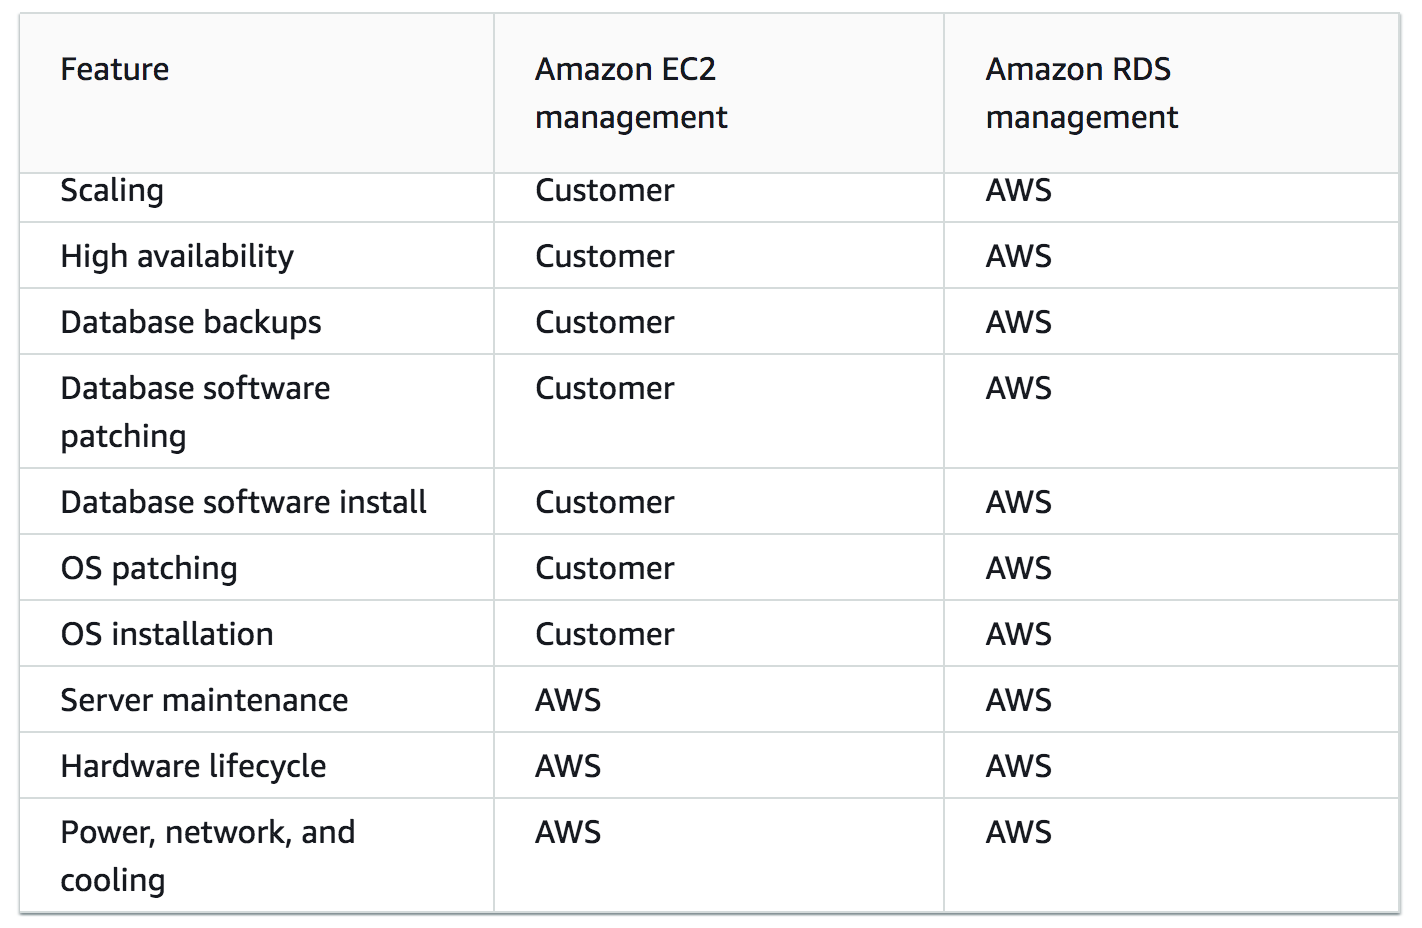 Feature Amazon EC2 Amazon RDS
management management
Scaling Customer AWS
High availability Customer AWS
Database backups Customer AWS
Database software Customer AWS
patching
Database software install Customer AWS
OS patching Customer AWS
OS installation Customer AWS
Server maintenance AWS AWS
Hardware lifecycle AWS AWS
Power, network, and AWS AWS
cooling